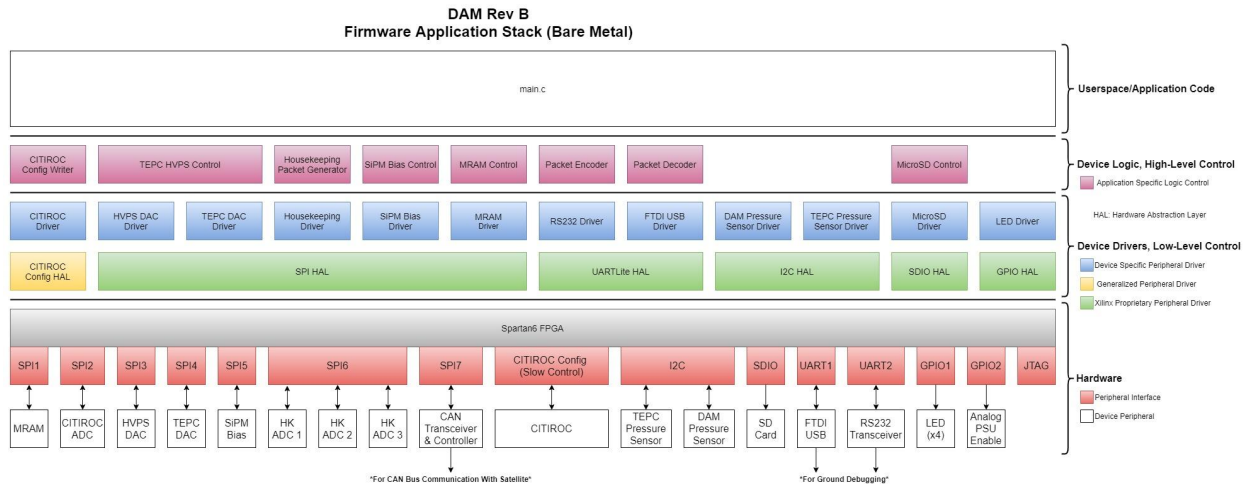 DAM Rev B
Firmware Application Stack (Bare Metal)
main.c
Userspace/Application Code
CITIROC
Config Writer
TEPC HVPS Control
Housekeeping
Packet Generator
SiPM Bias Control
MRAM Control
Packet Encoder
Packet Decoder
MicroSD Control
Device Logic, High-Level Control
Application Specific Logic Control
CITIROC
Driver
HVPS DAC
Driver
TEPC DAC
Driver
Housekeeping
Driver
SiPM Bias
Driver
MRAM
Driver
RS232 Driver
FTDI USB
Driver
DAM Pressure
Sensor Driver
TEPC Pressure
Sensor Driver
MicroSD
Driver
LED Driver
HAL: Hardware Abstraction Layer
Device Drivers, Low-Level Control
CITIROC
Config HAL
SPI HAL
UARTLite HAL
I2C HAL
SDIO HAL
GPIO HAL
Device Specific Peripheral Driver
Generalized Peripheral Driver
Xilinx Proprietary Peripheral Driver
Spartan6 FPGA
SPI1
SPI2
SPI3
SPI4
SPI5
SPI6
SPI7
CITIROC Config
(Slow Control)
I2C
SDIO
UART1
UART2
GPIO1
GPIO2
JTAG
Hardware
Peripheral Interface
Device Peripheral
MRAM
CITIROC
ADC
HVPS
DAC
TEPC
DAC
SiPM
Bias
HK
ADC 1
HK
ADC 2
HK
ADC 3
CAN
Transceiver
& Controller
CITIROC
TEPC
Pressure
Sensor
DAM
Pressure
Sensor
SD
Card
FTDI
USB
RS232
Transceiver
LED
(x4)
Analog
PSU
Enable
*For CAN Bus Communication With Satellite*
*For Ground Debugging*